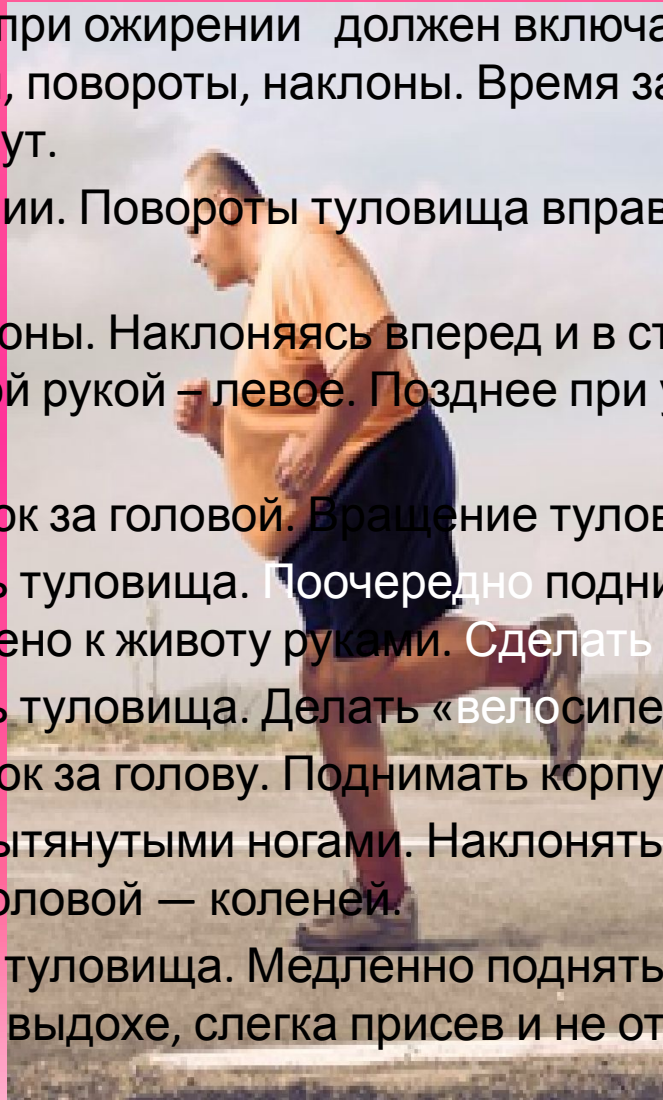 при ожирении должен включа
, повороты, наклоны. Время за
ут.
ии. Повороты туловища вправ
оны. Наклоняясь вперед и в ст
ой рукой – левое. Позднее при у
ок за головой. Вращение тулов
ь туловища. Поочередно подни
ено к животу руками. Сделать
ь туловища. Делать «велосипе
ок за голову. Поднимать корпу
ытянутыми ногами. Наклонять
оловой — коленей.
туловища. Медленно поднять
выдохе, слегка присев и не от